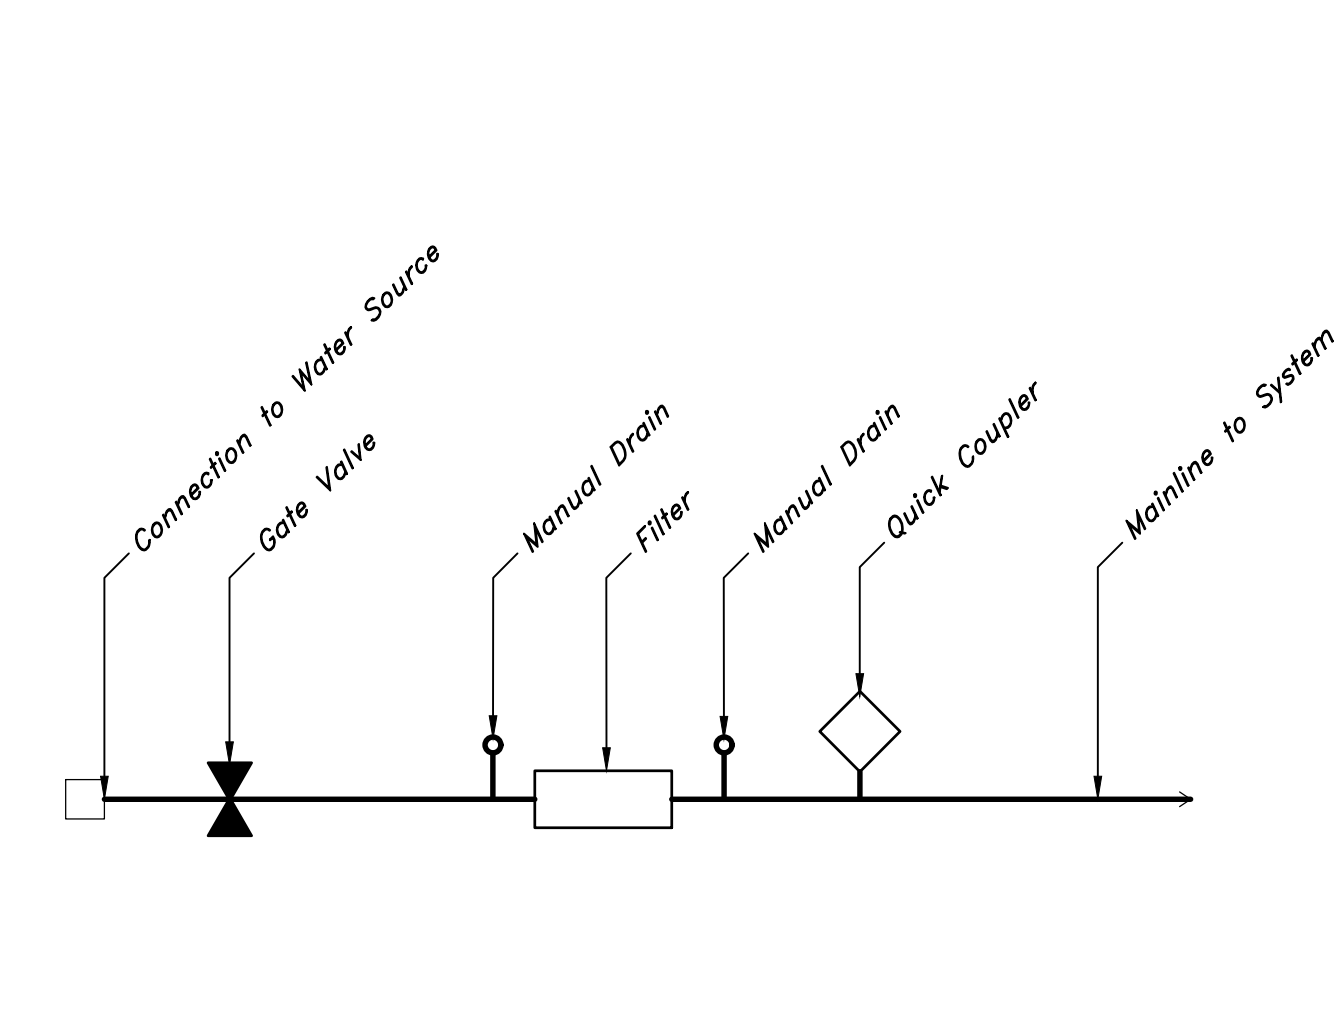 Connection to Water Source
Gate Valve
Manual Drain
Filter
Manual Drain
Quick Coupler
Mainline to System